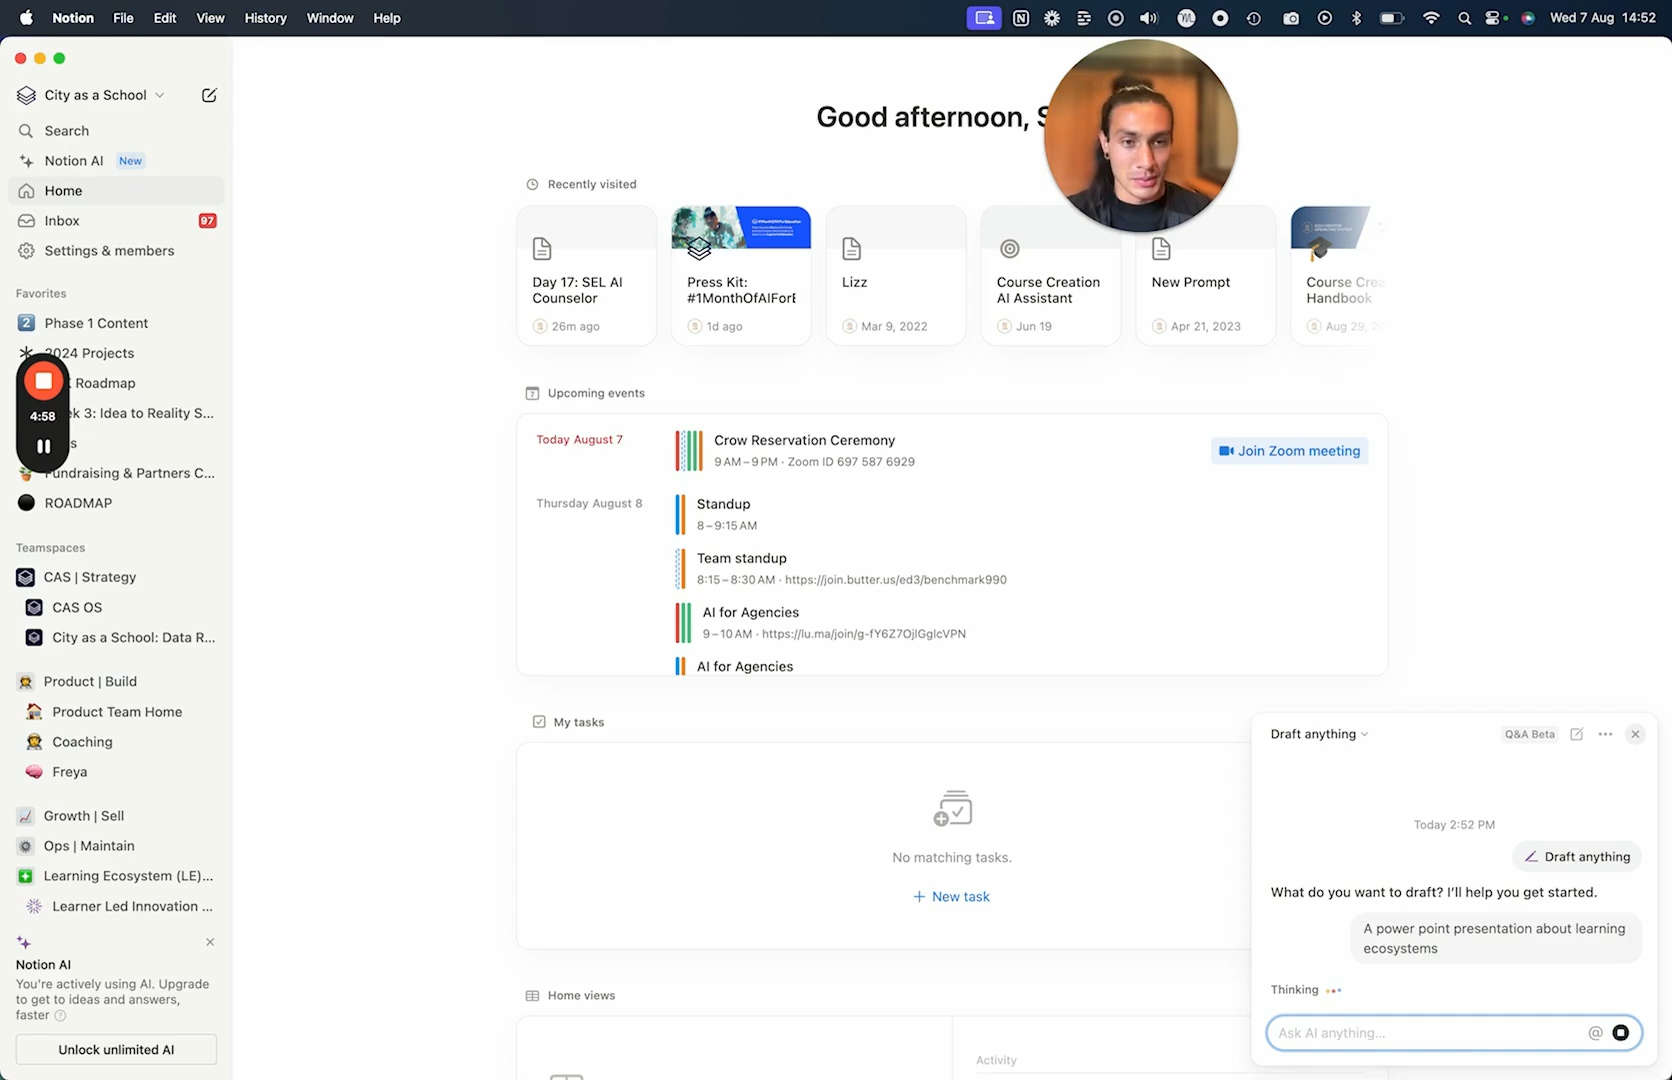 Notion File Edit View History Window Help
Wed 7 Aug 14:52
City as a School
Search
Notion AI New
Home
Inbox 97
Settings & members
Favorites
Phase 1 Content
2024 Projects
Roadmap
ek 3: Idea to Reality S...
s
Fundraising & Partners C...
ROADMAP
4:58
Teamspaces
CAS | Strategy
CAS OS
City as a School: Data R...
Product | Build
Product Team Home
Coaching
Freya
Growth | Sell
Ops | Maintain
Learning Ecosystem (LE)...
Learner Led Innovation ...
Notion AI
You're actively using AI. Upgrade
to get to ideas and answers,
faster
Unlock unlimited AI
Good afternoon, S
Recently visited
Day 17: SEL AI
Counselor
26m ago
Press Kit:
#1MonthOfAIForE
1d ago
Lizz
Mar 9, 2022
Course Creation
AI Assistant
Jun 19
New Prompt
Apr 21, 2023
Course Crea
Handbook
Aug 29, 20
Upcoming events
Today August 7
Crow Reservation Ceremony
9 AM – 9 PM · Zoom ID 697 587 6929
Join Zoom meeting
Thursday August 8
Standup
8 – 9:15 AM
Team standup
8:15 – 8:30 AM · https://join.butter.us/ed3/benchmark990
AI for Agencies
9 – 10 AM · https://lu.ma/join/g-fY6Z7OjlGglcVPN
AI for Agencies
My tasks
No matching tasks.
+ New task
Home views
Activity
Draft anything
Q&A Beta
Today 2:52 PM
Draft anything
What do you want to draft? I'll help you get started.
A power point presentation about learning
ecosystems
Thinking
Ask AI anything...